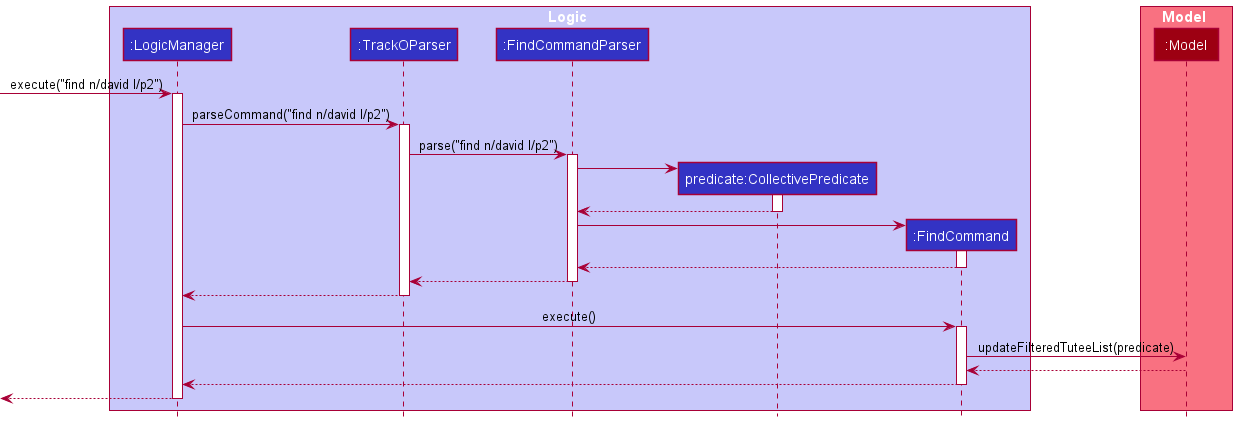 Logic
Model
:LogicManager
:TrackOParser
:FindCommandParser
:Model
execute("find n/david l/p2")
parseCommand("find n/david l/p2")
parse("find n/david l/p2")
predicate:CollectivePredicate
:FindCommand
execute()
updateFilteredTuteeList(predicate)